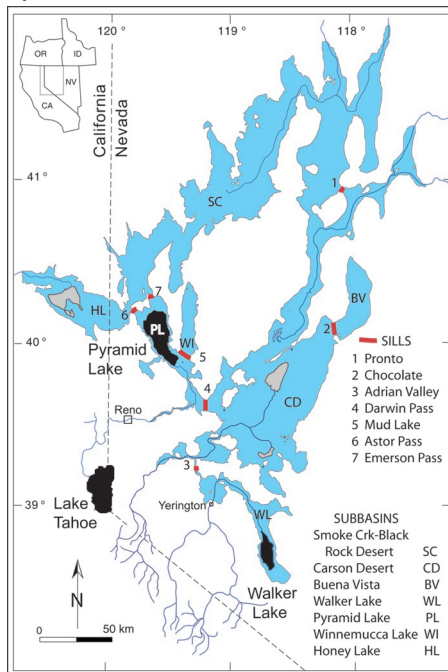 120° 119° 118°
OR
ID
NV
CA
California
Nevada
1
41°
SC
BV
7
HL
6
PL
2
SILLS
WI
40°
Pyramid
Lake
5
1 Pronto
2 Chocolate
3 Adrian Valley
4 Darwin Pass
5 Mud Lake
6 Astor Pass
7 Emerson Pass
4
CD
Reno
3
39°
Lake
Tahoe
Yerington
WL
Walker
Lake
SUBBASINS
Smoke Crk-Black
Rock Desert SC
Carson Desert CD
Buena Vista BV
Walker Lake WL
Pyramid Lake PL
Winnemucca Lake WI
Honey Lake HL
N
0 50 km